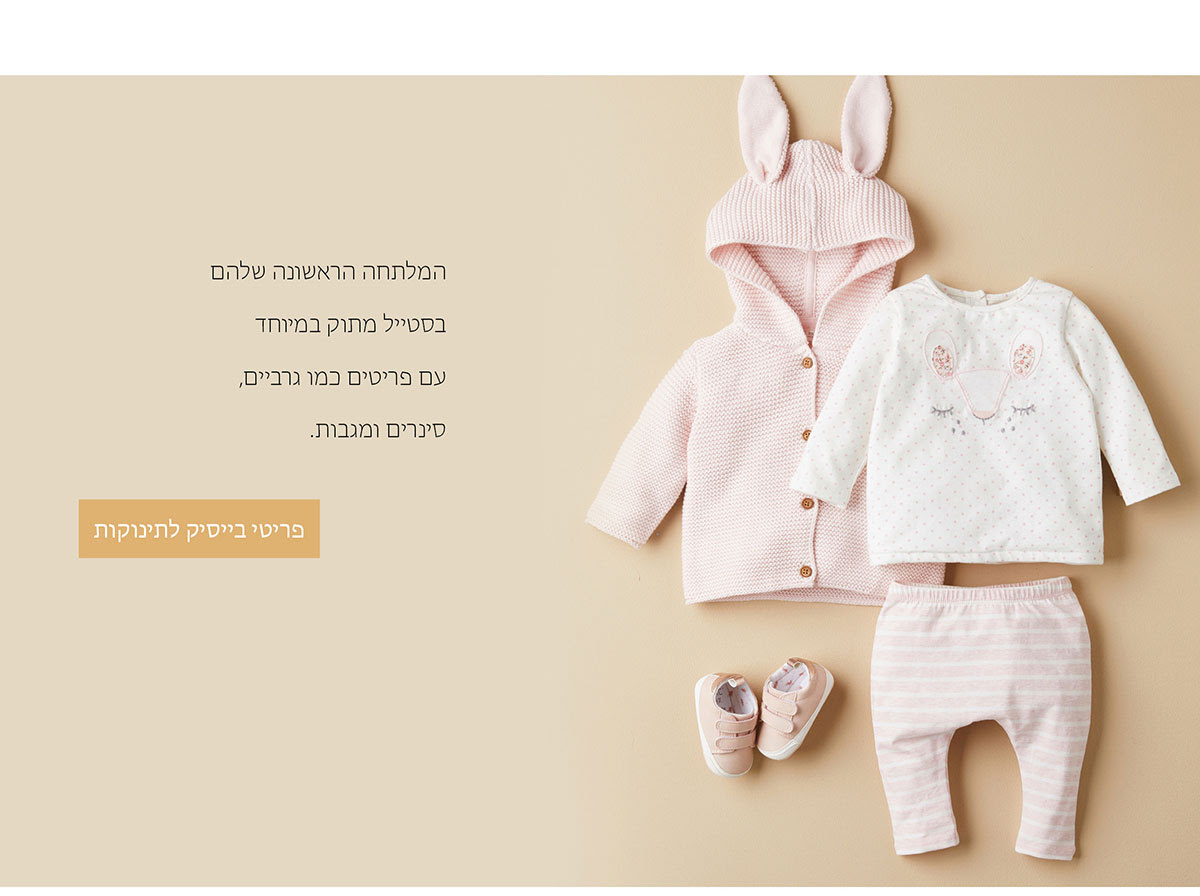 המלתחה הראשונה שלהם
בסטייל מתוק במיוחד
עם פריטים כמו גרביים,
סינרים ומגבות.
פריטי בייסיק לתינוקות